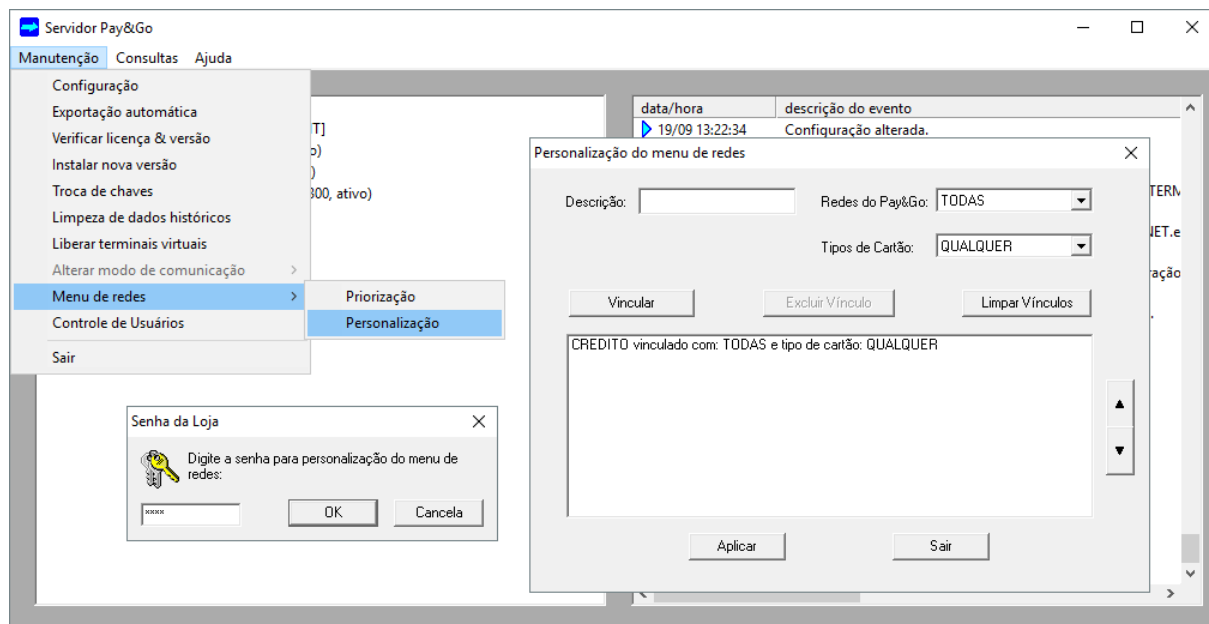 Servidor Pay&Go
Manutenção Consultas Ajuda
Configuração
Exportação automática
Verificar licença & versão
Instalar nova versão
Troca de chaves
Limpeza de dados históricos
Liberar terminais virtuais
Alterar modo de comunicação
Menu de redes
Controle de Usuários
Sair
Priorização
Personalização
T]
o)
)
300, ativo)
data/hora descrição do evento
19/09 13:22:34 Configuração alterada.
TERM
NET.e
ração
Senha da Loja
Digite a senha para personalização do menu de
redes:
xxxx
OK Cancela
Personalização do menu de redes
Descrição: Redes do Pay&Go: TODAS
Tipos de Cartão: QUALQUER
Vincular Excluir Vínculo Limpar Vínculos
CREDITO vinculado com: TODAS e tipo de cartão: QUALQUER
Aplicar Sair